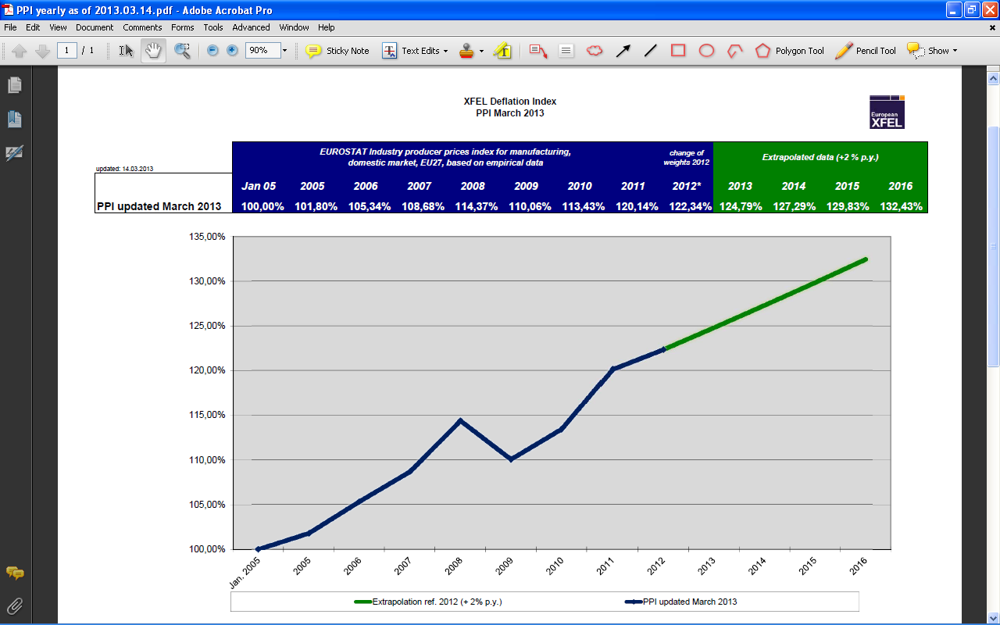 PPI yearly as of 2013.03.14.pdf - Adobe Acrobat Pro
File Edit View Document Comments Forms Tools Advanced Window Help
1 / 1 90% Sticky Note Text Edits Polygon Tool Pencil Tool Show
XFEL Deflation Index
PPI March 2013
European
XFEL
EUROSTAT Industry producer prices index for manufacturing,
domestic market, EU27, based on empirical data
change of
weights 2012
Extrapolated data (+2 % p.y.)
updated: 14.03.2013
Jan 05 2005 2006 2007 2008 2009 2010 2011 2012* 2013 2014 2015 2016
PPI updated March 2013 100,00% 101,80% 105,34% 108,68% 114,37% 110,06% 113,43% 120,14% 122,34% 124,79% 127,29% 129,83% 132,43%
135,00%
130,00%
125,00%
120,00%
115,00%
110,00%
105,00%
100,00%
Jan. 2005 2005 2006 2007 2008 2009 2010 2011 2012 2013 2014 2015 2016
Extrapolation ref. 2012 (+ 2% p.y.) PPI updated March 2013